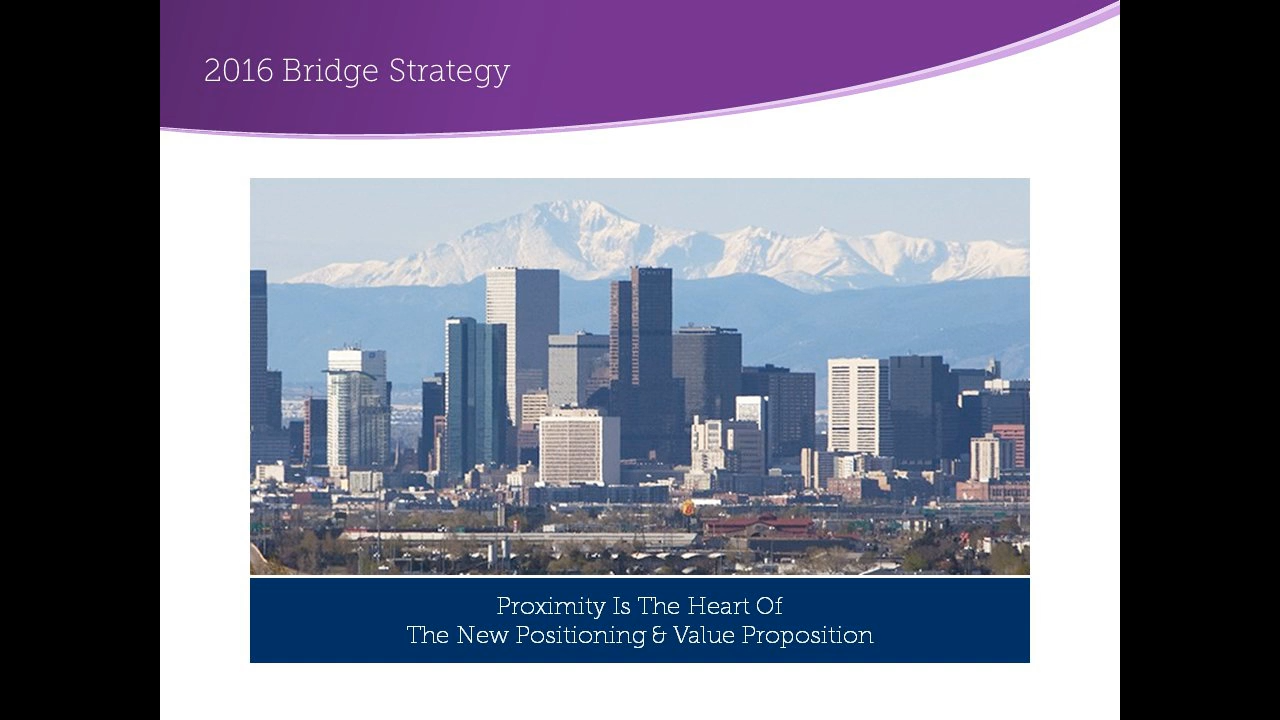 2016 Bridge Strategy
Proximity Is The Heart Of
The New Positioning & Value Proposition